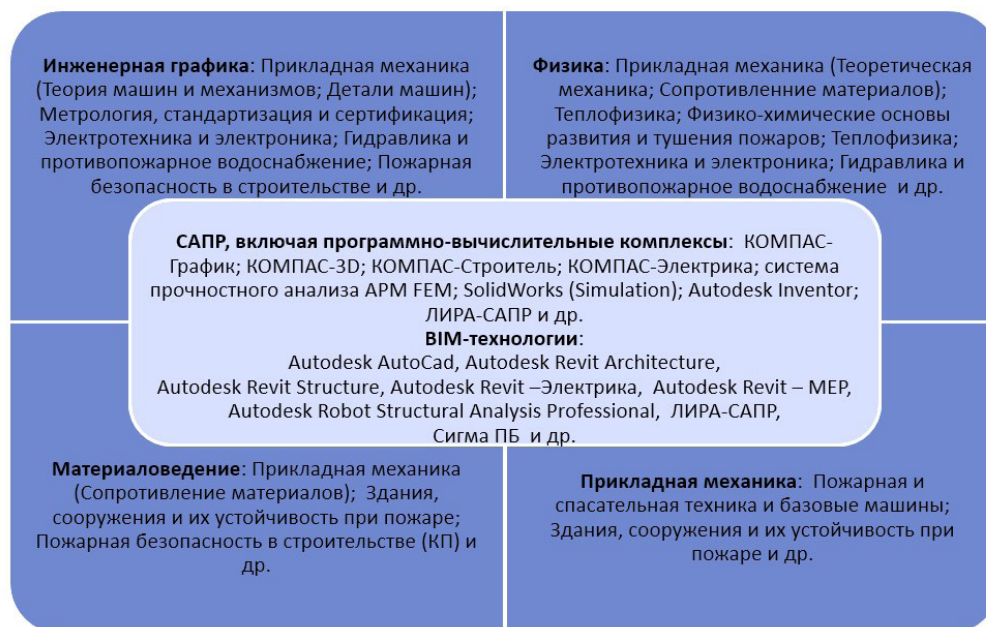 Инженерная графика: Прикладная механика
(Теория машин и механизмов; Детали машин);
Метрология, стандартизация и сертификация;
Электротехника и электроника; Гидравлика и
противопожарное водоснабжение; Пожарная
безопасность в строительстве и др.
Физика: Прикладная механика (Теоретическая
механика; Сопротивленние материалов);
Теплофизика; Физико-химические основы
развития и тушения пожаров; Теплофизика;
Электротехника и электроника; Гидравлика и
противопожарное водоснабжение и др.
САПР, включая программно-вычислительные комплексы: КОМПАС-
График; КОМПАС-3D; КОМПАС-Строитель; КОМПАС-Электрика; система
прочностного анализа APM FEM; SolidWorks (Simulation); Autodesk Inventor;
ЛИРА-САПР и др.
BIM-технологии:
Autodesk AutoCad, Autodesk Revit Architecture,
Autodesk Revit Structure, Autodesk Revit –Электрика, Autodesk Revit – MEP,
Autodesk Robot Structural Analysis Professional, ЛИРА-САПР,
Сигма ПБ и др.
Материаловедение: Прикладная механика
(Сопротивление материалов); Здания,
сооружения и их устойчивость при пожаре;
Пожарная безопасность в строительстве (КП) и
др.
Прикладная механика: Пожарная и
спасательная техника и базовые машины;
Здания, сооружения и их устойчивость при
пожаре и др.